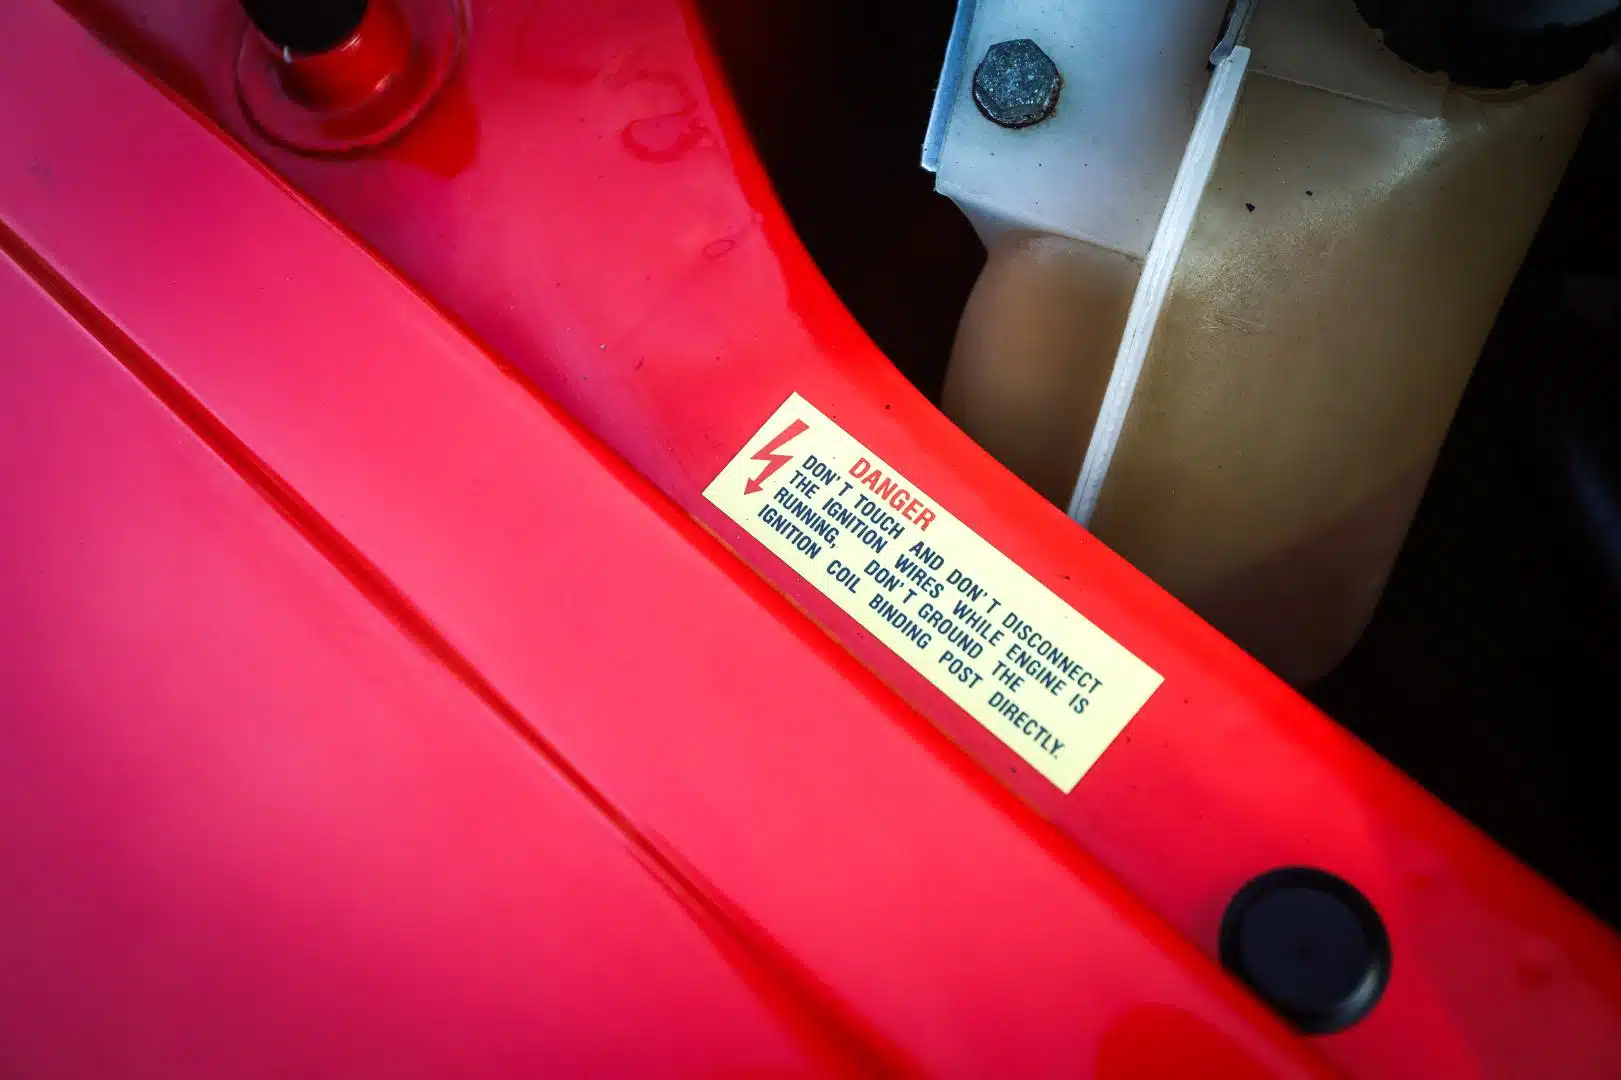 DANGER
DON'T TOUCH AND DON'T DISCONNECT
THE IGNITION WIRES WHILE ENGINE IS
RUNNING, DON'T GROUND THE
IGNITION COIL BINDING POST DIRECTLY.